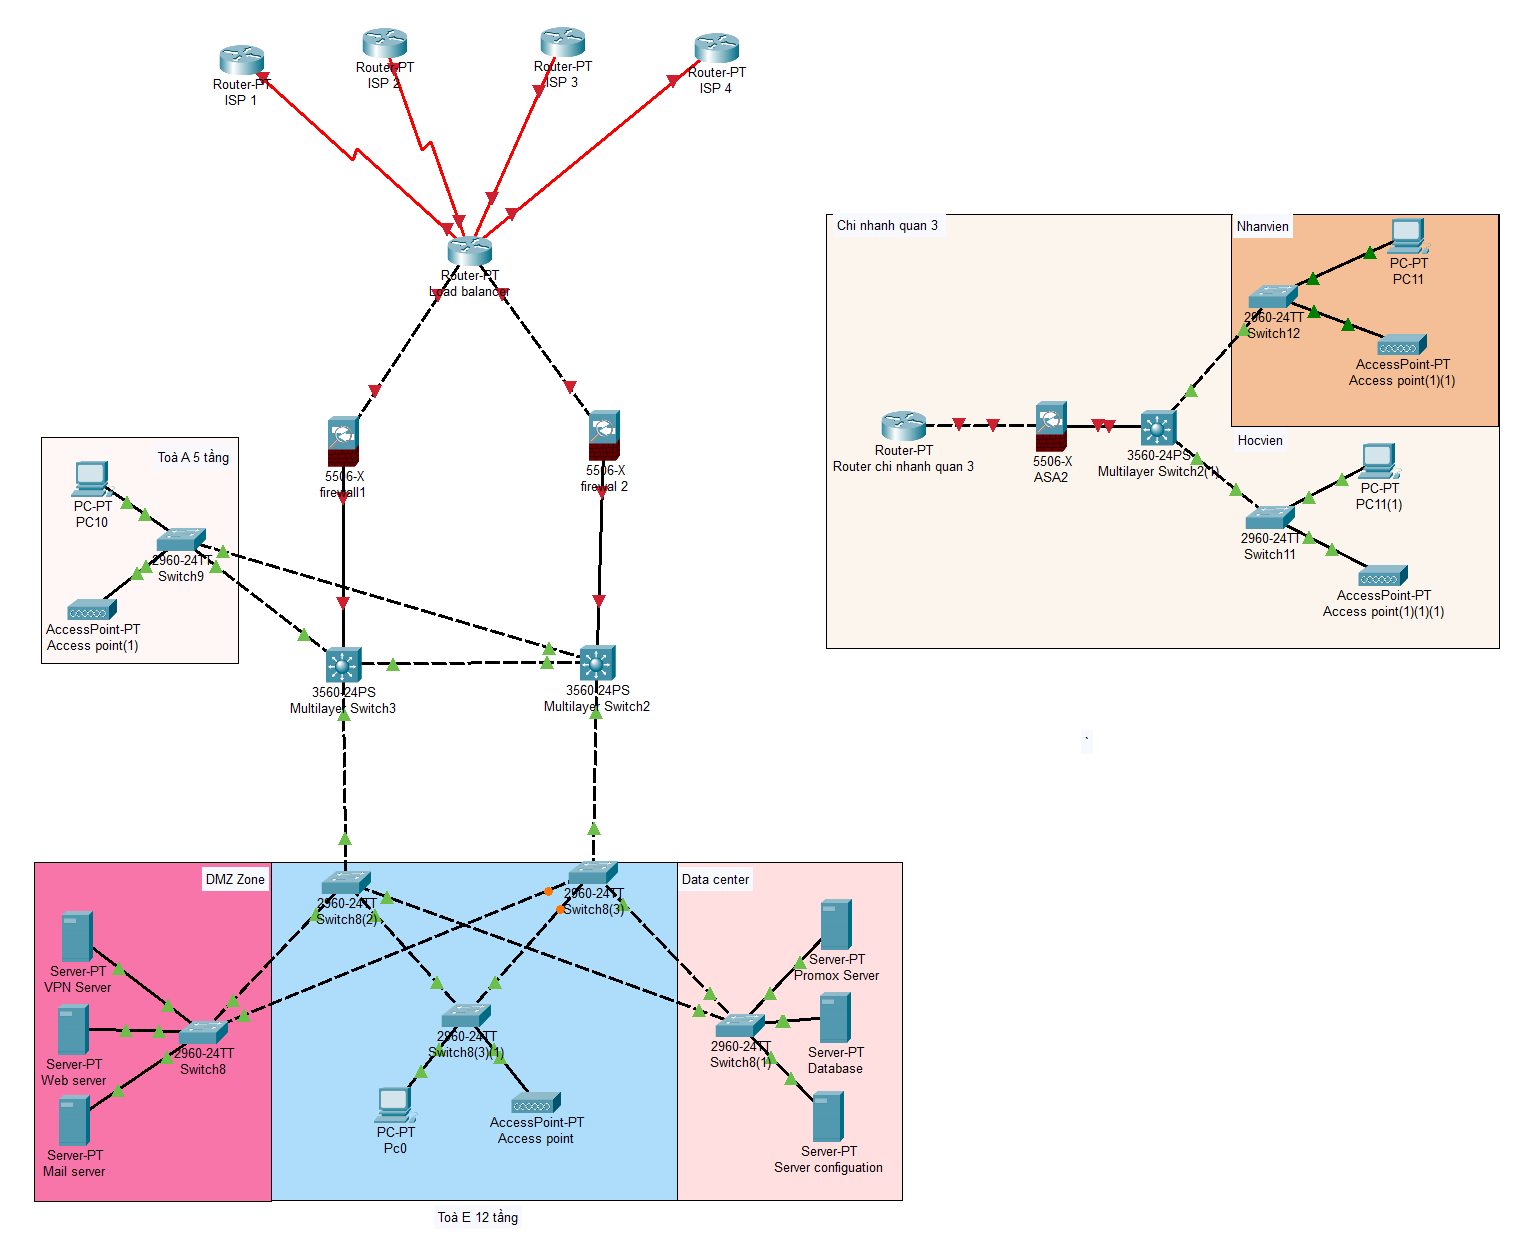 Router-PT
ISP 1
Router-PT
ISP 2
Router-PT
ISP 3
Router-PT
ISP 4
Router-PT
Load balancer
5506-X
firewall1
5506-X
firewal 2
Toà A 5 tầng
PC-PT
PC10
2960-24TT
Switch9
AccessPoint-PT
Access point(1)
3560-24PS
Multilayer Switch3
3560-24PS
Multilayer Switch2
Chi nhanh quan 3
Nhanvien
PC-PT
PC11
2960-24TT
Switch12
AccessPoint-PT
Access point(1)(1)
Router-PT
Router chi nhanh quan 3
5506-X
ASA2
3560-24PS
Multilayer Switch2(1)
Hocvien
PC-PT
PC11(1)
2960-24TT
Switch11
AccessPoint-PT
Access point(1)(1)(1)
`
DMZ Zone
2960-24TT
Switch8(2)
2960-24TT
Switch8(3)
Data center
Server-PT
VPN Server
Server-PT
Web server
Server-PT
Mail server
2960-24TT
Switch8
2960-24TT
Switch8(3)(1)
PC-PT
Pc0
AccessPoint-PT
Access point
2960-24TT
Switch8(1)
Server-PT
Promox Server
Server-PT
Database
Server-PT
Server configuation
Toà E 12 tầng